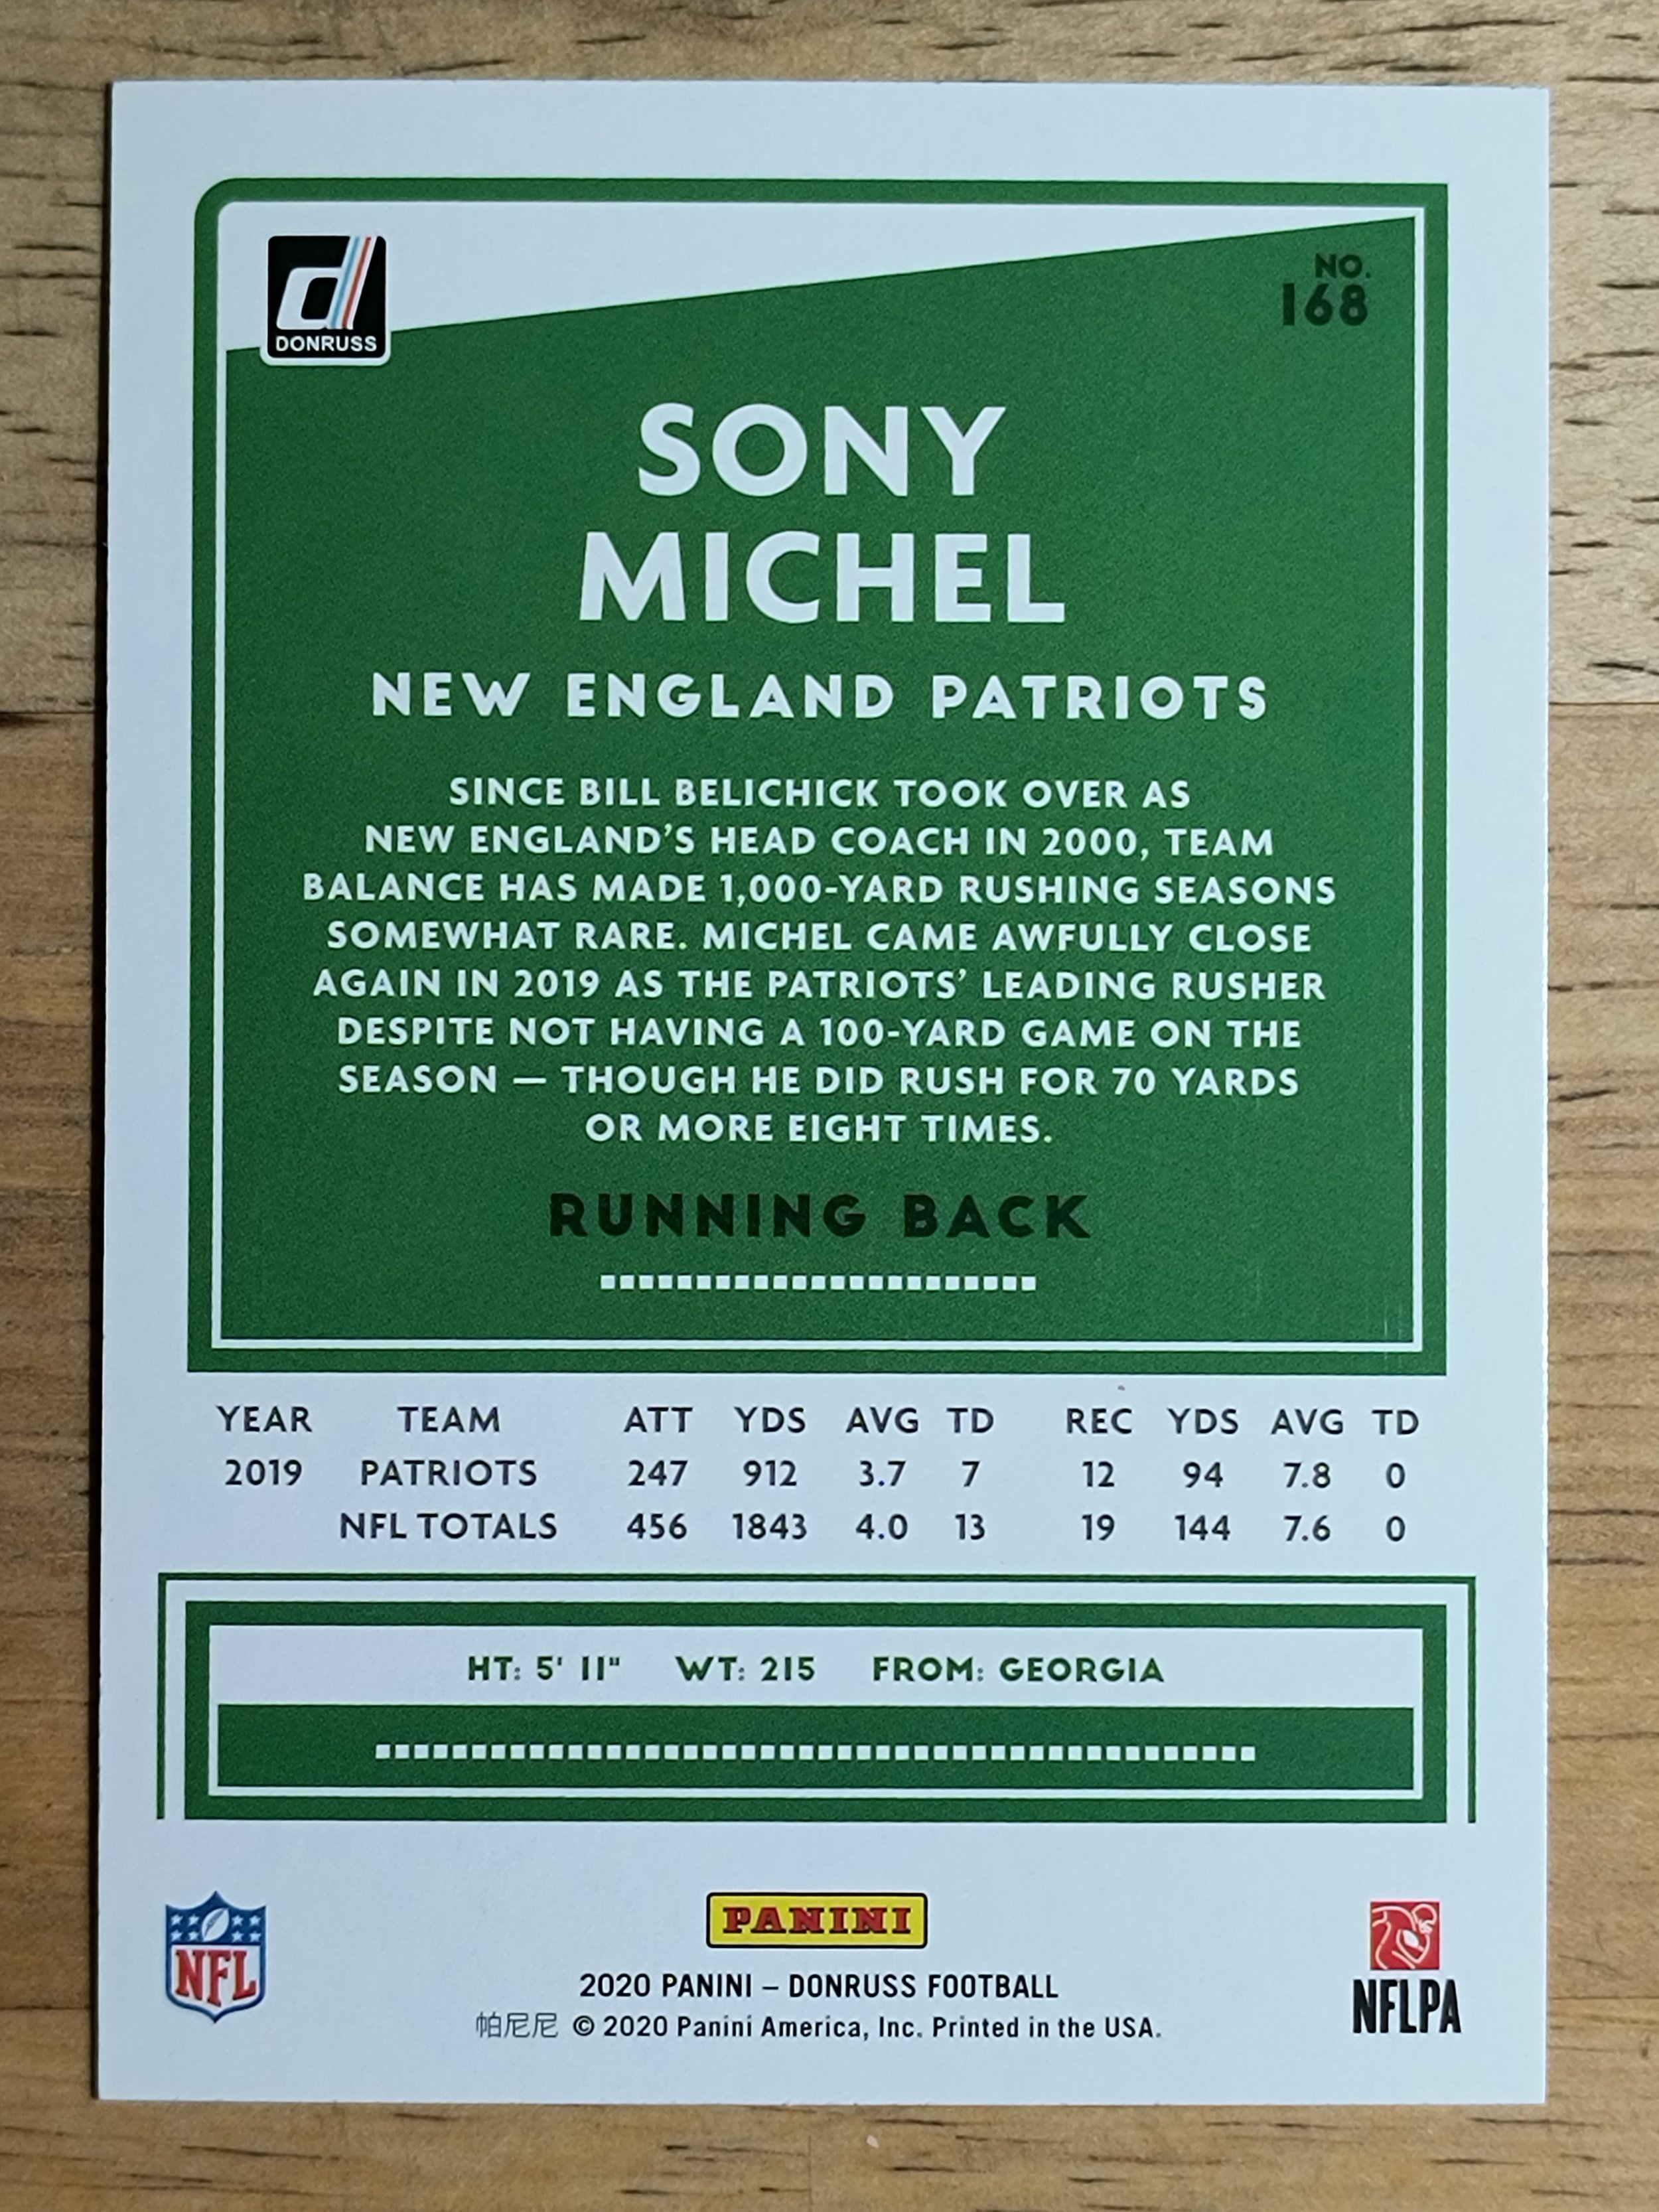 DONRUSS
NO.
168
SONY
MICHEL
NEW ENGLAND PATRIOTS
SINCE BILL BELICHICK TOOK OVER AS
NEW ENGLAND'S HEAD COACH IN 2000, TEAM
BALANCE HAS MADE 1,000-YARD RUSHING SEASONS
SOMEWHAT RARE. MICHEL CAME AWFULLY CLOSE
AGAIN IN 2019 AS THE PATRIOTS' LEADING RUSHER
DESPITE NOT HAVING A 100-YARD GAME ON THE
SEASON — THOUGH HE DID RUSH FOR 70 YARDS
OR MORE EIGHT TIMES.
RUNNING BACK
YEAR TEAM ATT YDS AVG TD REC YDS AVG TD
2019 PATRIOTS 247 912 3.7 7 12 94 7.8 0
NFL TOTALS 456 1843 4.0 13 19 144 7.6 0
HT: 5' 11" WT: 215 FROM: GEORGIA
NFL
PANINI
2020 PANINI – DONRUSS FOOTBALL
帕尼尼 © 2020 Panini America, Inc. Printed in the USA.
NFLPA